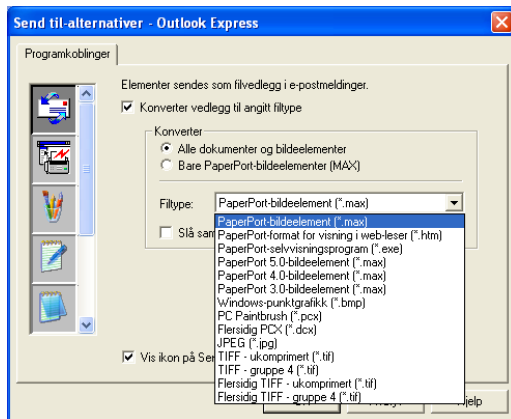 Send til-alternativer - Outlook Express
Programkoblinger
Elementer sendes som filvedlegg i e-postmeldinger.
Konverter vedlegg til angitt filtype
Konverter
Alle dokumenter og bildeelementer
Bare PaperPort-bildeelementer (MAX)
Filtype:
PaperPort-bildeelement (*.max)
Slå sam
PaperPort-bildeelement (*.max)
PaperPort-format for visning i web-leser (*.htm)
PaperPort-selvvisningsprogram (*.exe)
PaperPort 5.0-bildeelement (*.max)
PaperPort 4.0-bildeelement (*.max)
PaperPort 3.0-bildeelement (*.max)
Windows-punktgrafikk (*.bmp)
PC Paintbrush (*.pcx)
Flersidig PCX (*.dcx)
JPEG (*.jpg)
TIFF - ukomprimert (*.tif)
TIFF - gruppe 4 (*.tif)
Flersidig TIFF - ukomprimert (*.tif)
Flersidig TIFF - gruppe 4 (*.tif)
Vis ikon på Ser
jelp